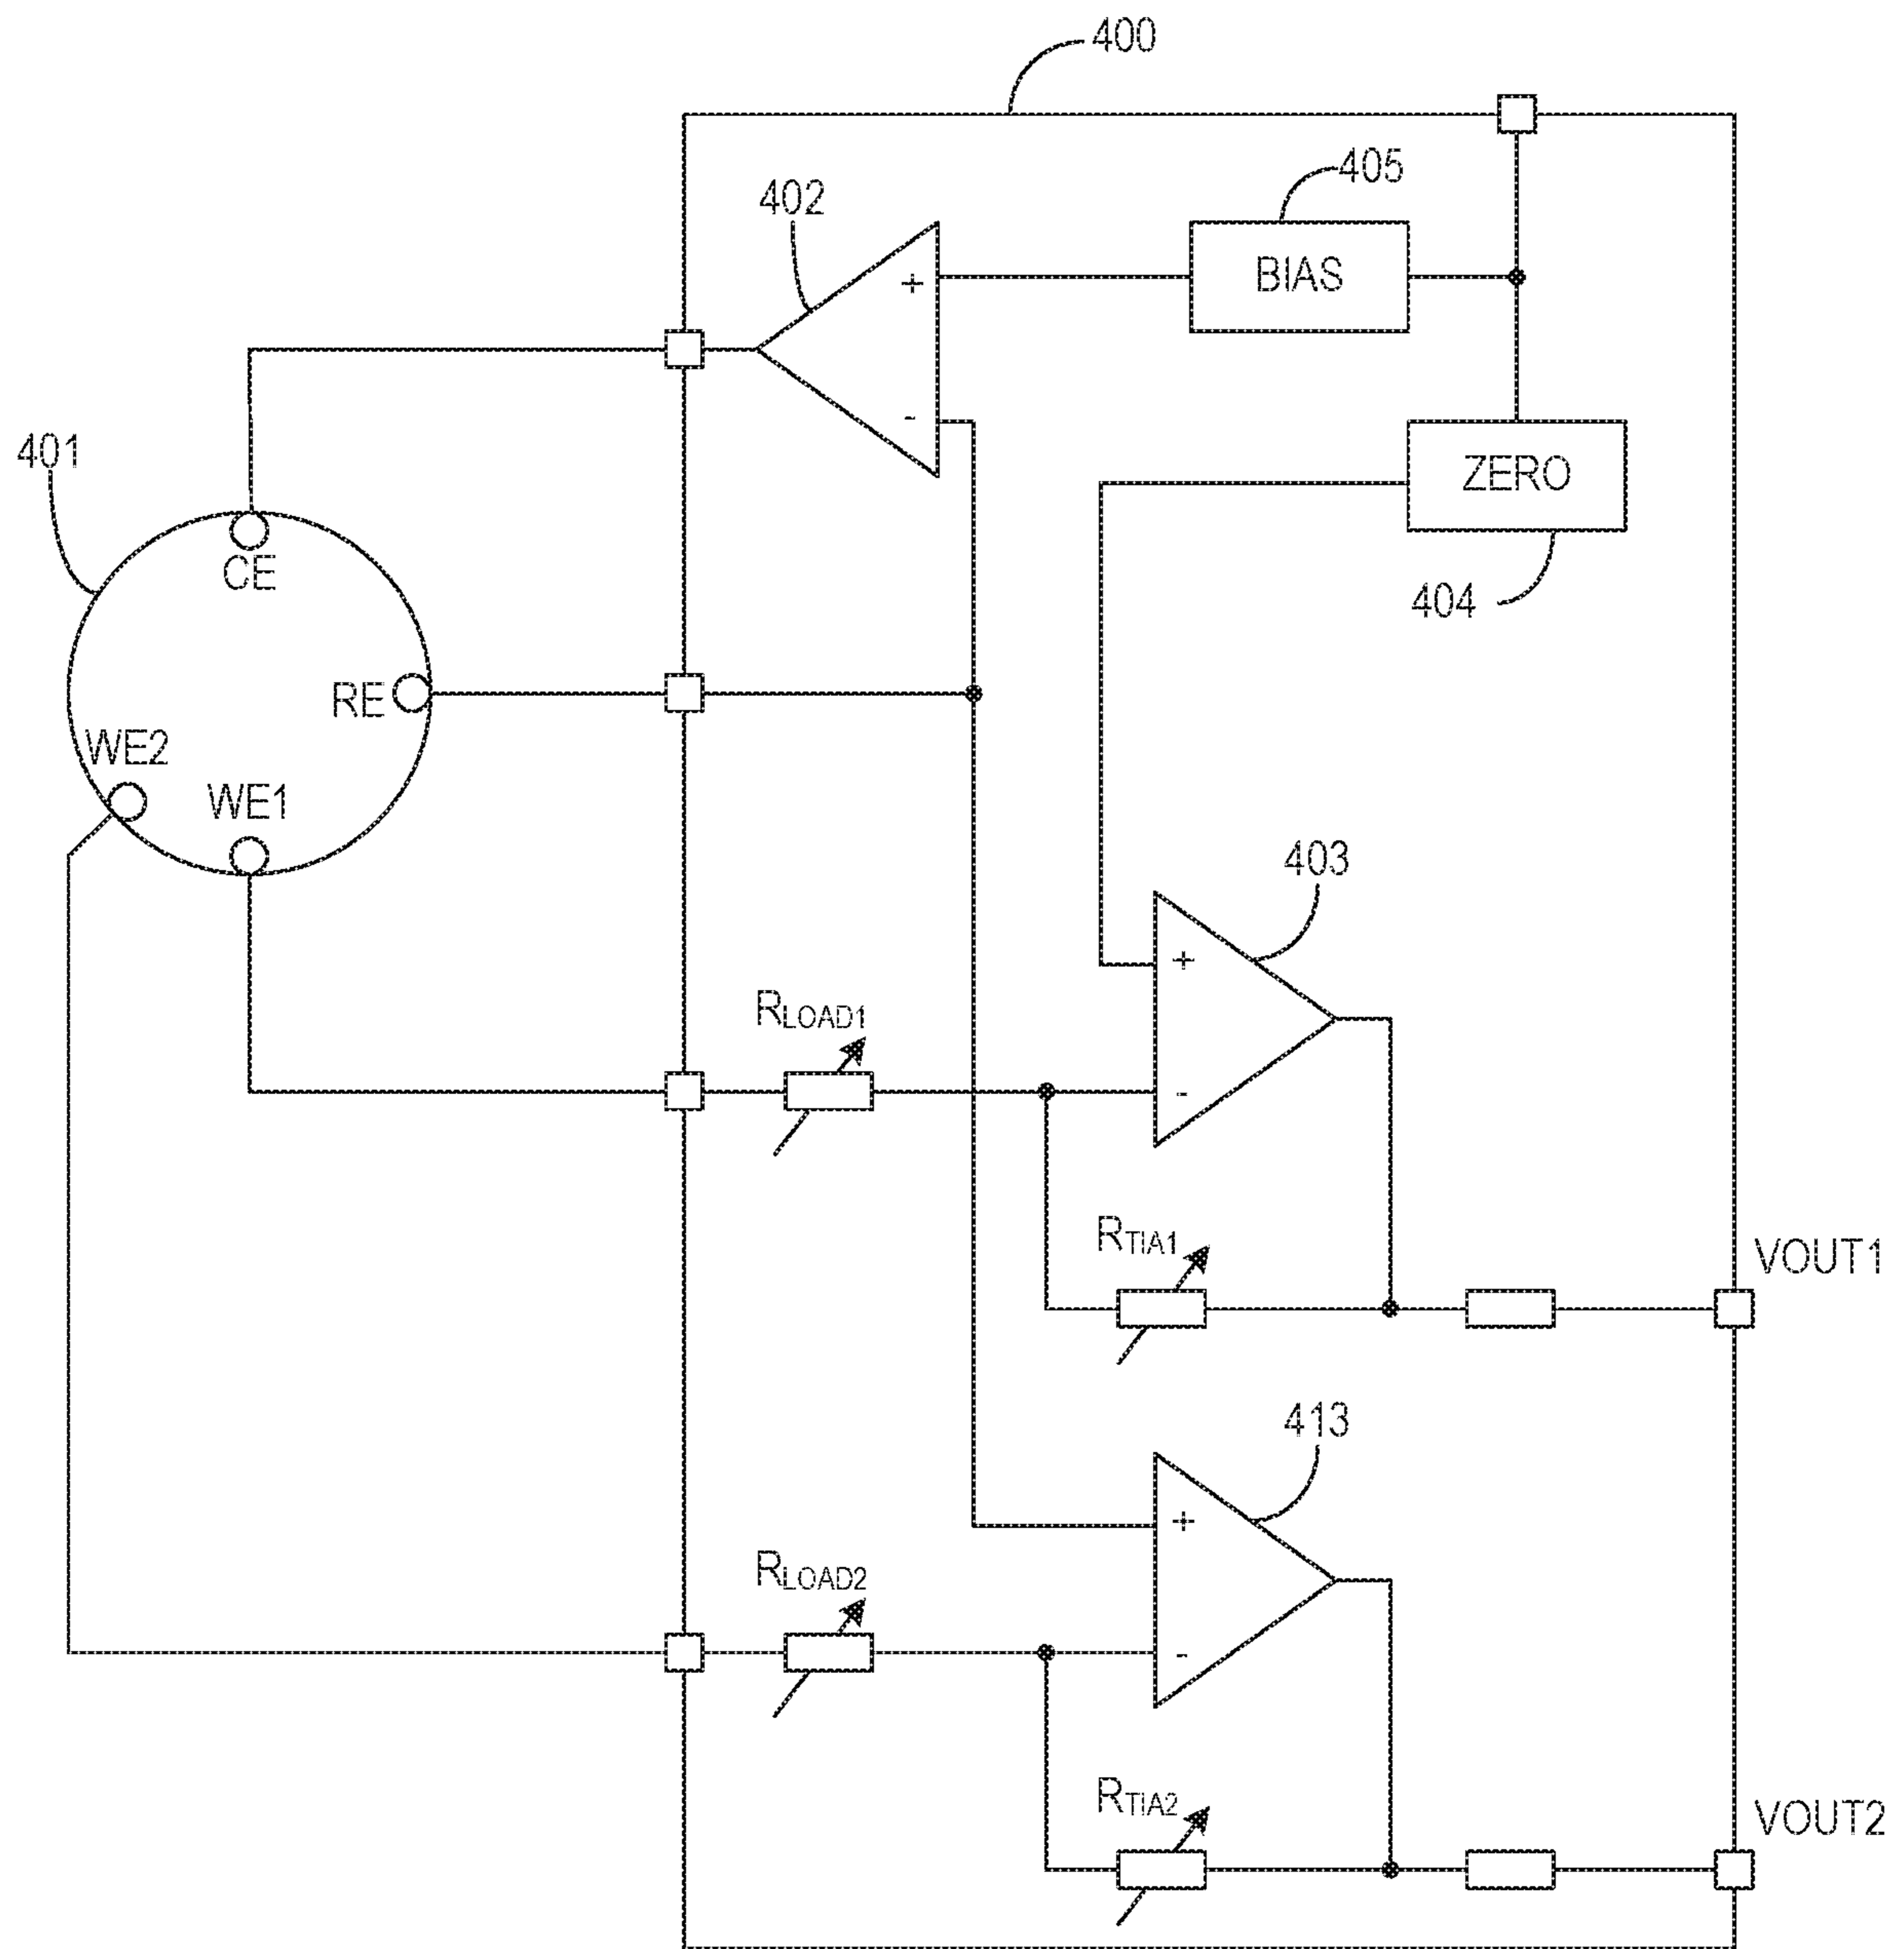 400
405
402
BIAS
+
-
401
ZERO
CE
404
RE
WE2
WE1
403
+
RLOAD1
-
RTIA1
VOUT1
413
+
RLOAD2
-
RTIA2
VOUT2